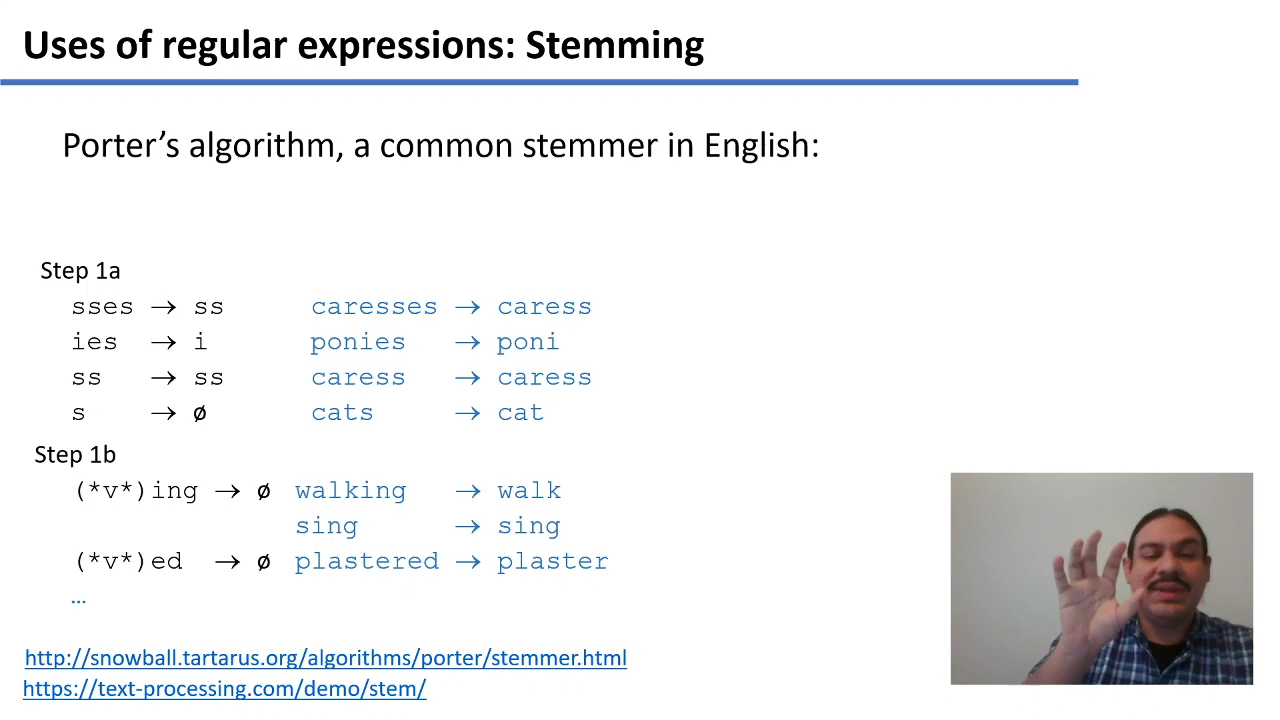 Uses of regular expressions: Stemming
Porter’s algorithm, a common stemmer in English:
Step 1a
sses → ss caresses → caress
ies → i ponies → poni
ss → ss caress → caress
s → ø cats → cat
Step 1b
(*v*)ing → ø walking → walk
sing → sing
(*v*)ed → ø plastered → plaster
…
http://snowball.tartarus.org/algorithms/porter/stemmer.html
https://text-processing.com/demo/stem/